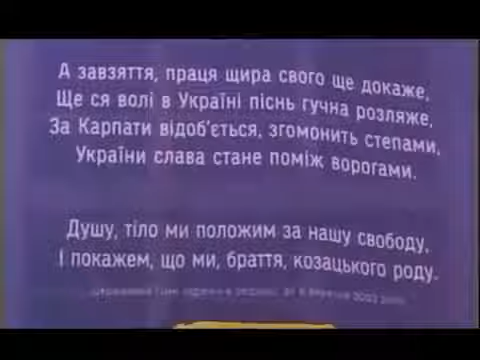 А завзяття, праця щира свого ще докаже,
Ще ся волі в Україні піснь гучна розляже,
За Карпати відоб'ється, згомонить степами,
України слава стане поміж ворогами.
Душу, тіло ми положим за нашу свободу,
І покажем, що ми, браття, козацького роду.